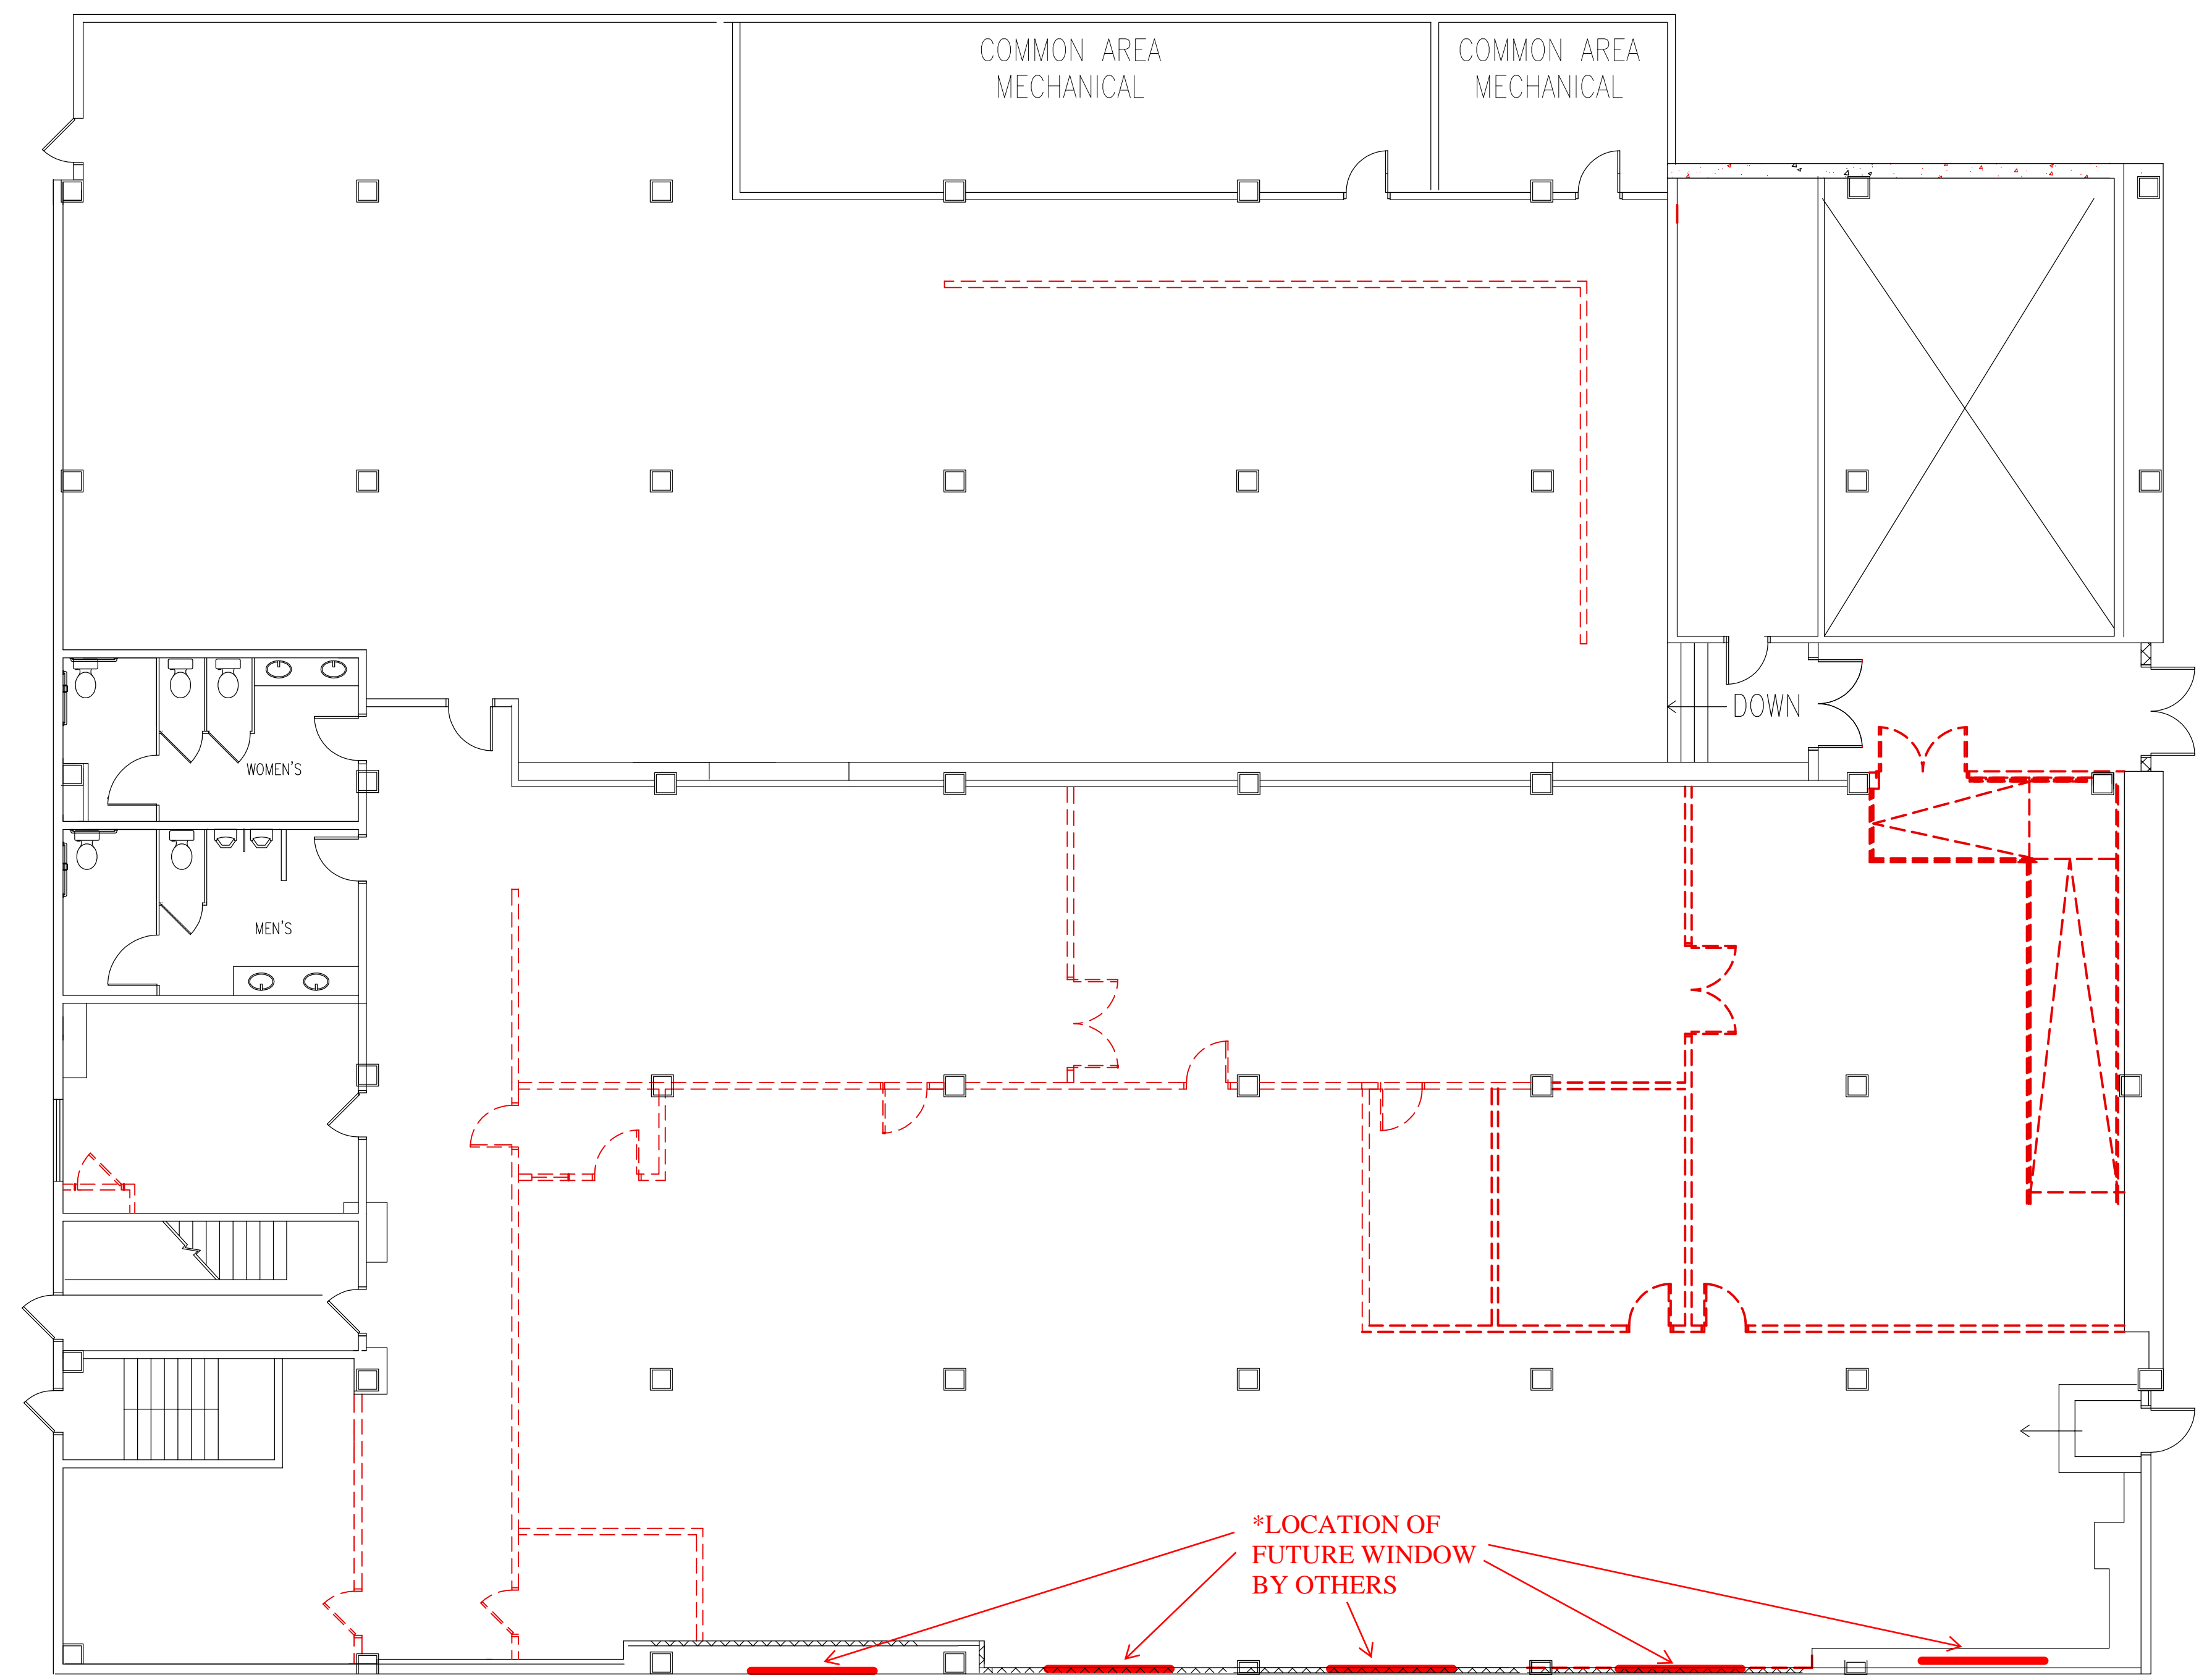 COMMON AREA
MECHANICAL
COMMON AREA
MECHANICAL
DOWN
WOMEN'S
MEN'S
*LOCATION OF
FUTURE WINDOW
BY OTHERS